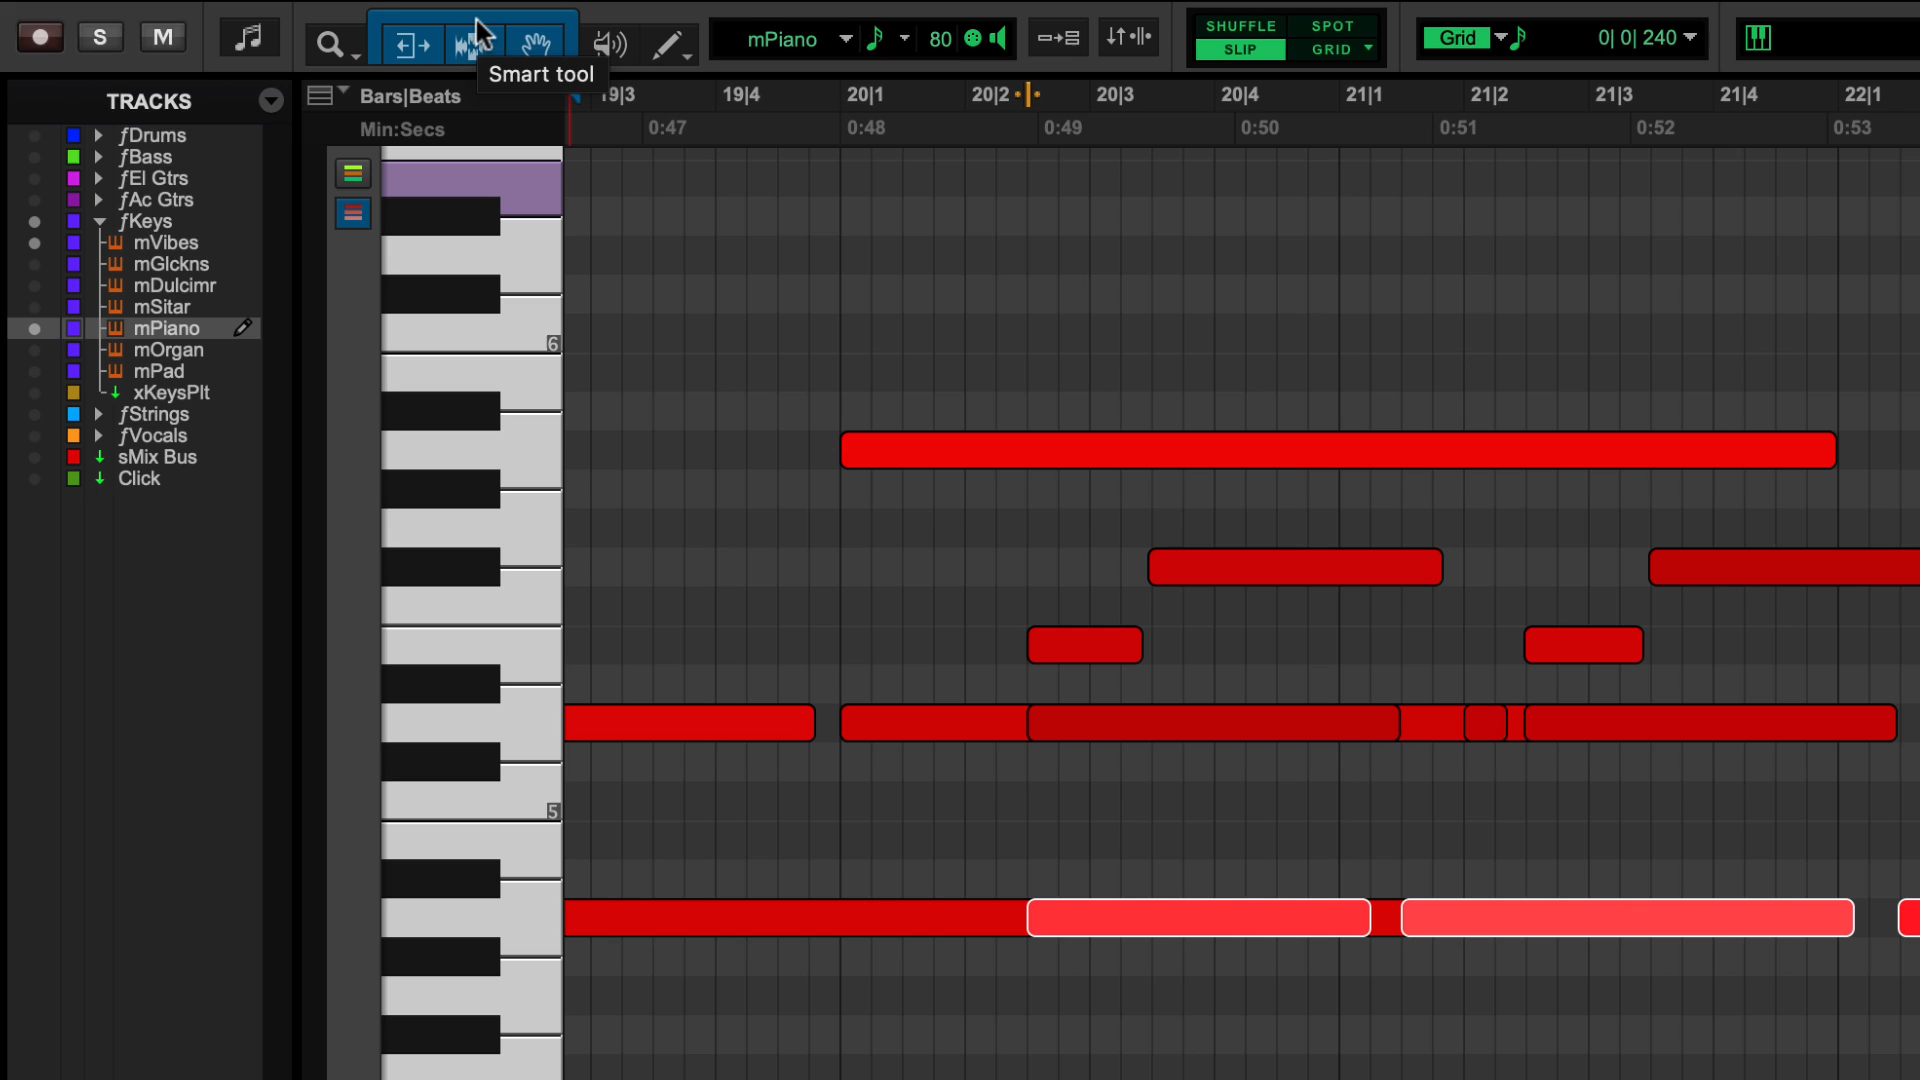 S M
mPiano 80
SHUFFLE SPOT
SLIP GRID
Grid 0| 0| 240
Smart tool
TRACKS
Bars|Beats 19|3 19|4 20|1 20|2 20|3 20|4 21|1 21|2 21|3 21|4 22|1
Min:Secs 0:47 0:48 0:49 0:50 0:51 0:52 0:53
ƒDrums
ƒBass
ƒEl Gtrs
ƒAc Gtrs
ƒKeys
mVibes
mGlckns
mDulcimr
mSitar
mPiano
mOrgan
mPad
xKeysPlt
ƒStrings
ƒVocals
sMix Bus
Click
6
5